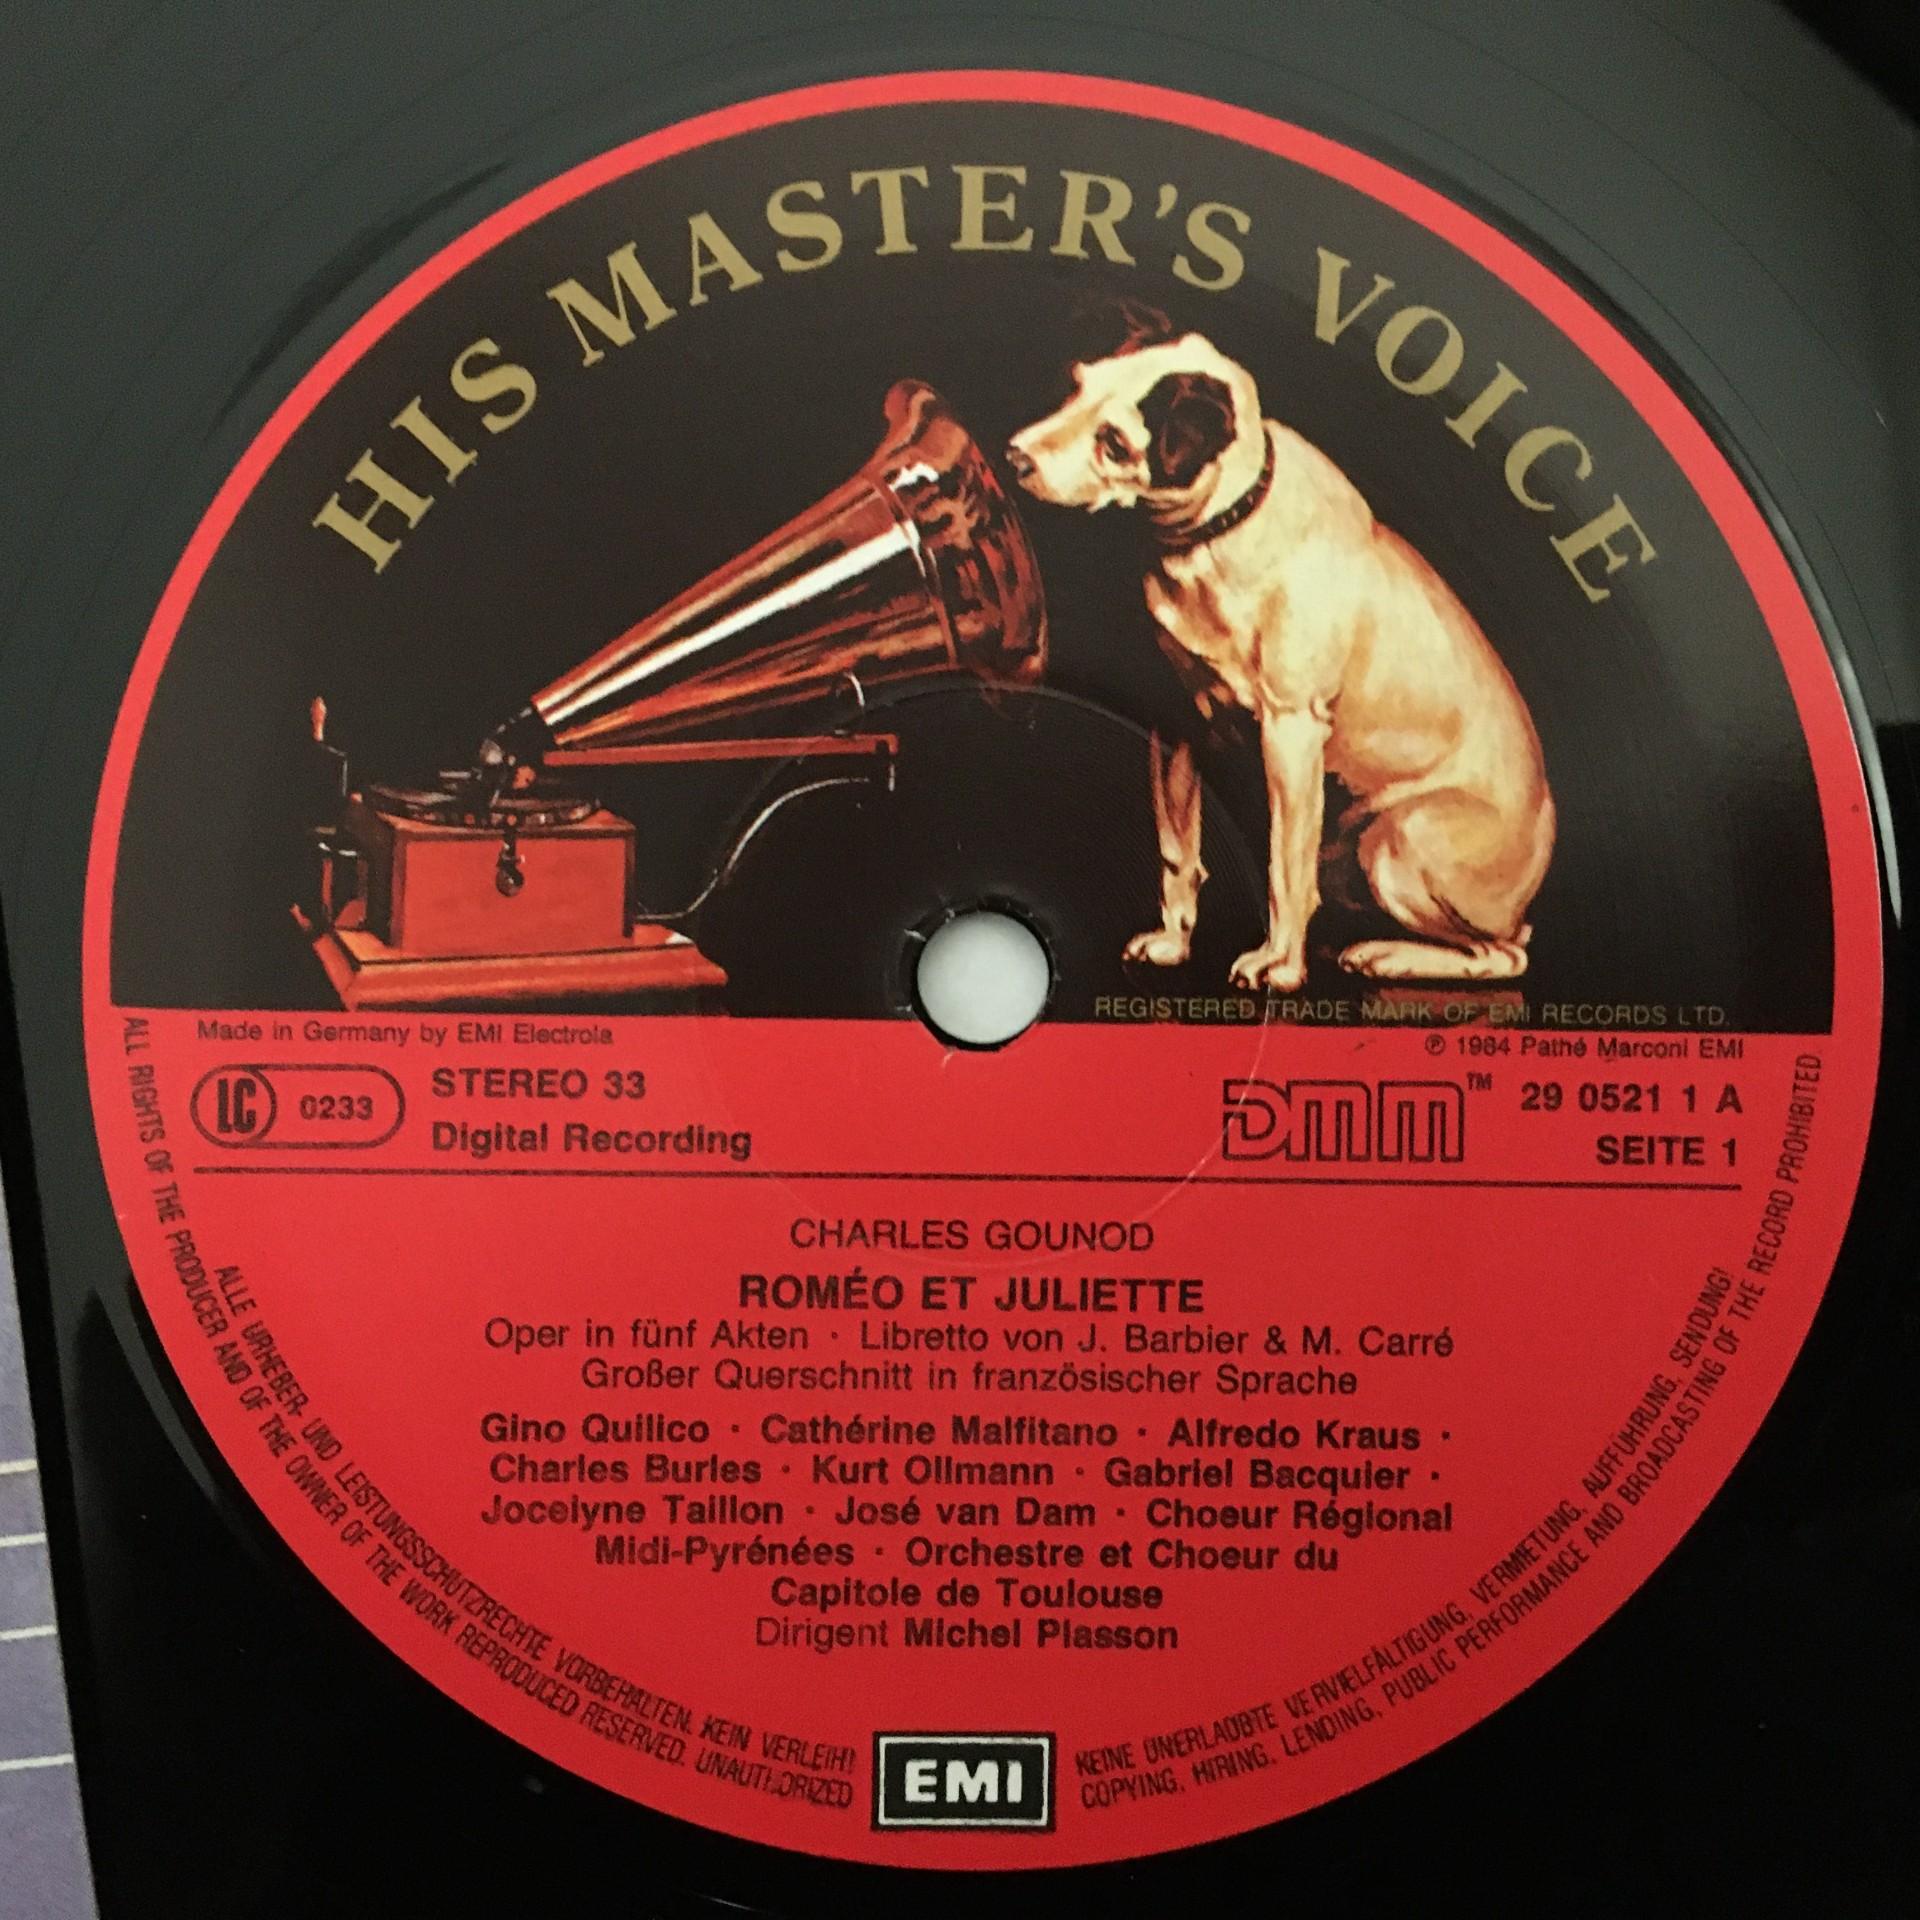 HIS MASTER'S VOICE
REGISTERED TRADE MARK OF EMI RECORDS LTD.
Made in Germany by EMI Electrola
℗ 1984 Pathé Marconi EMI
LC 0233
STEREO 33
Digital Recording
DMM™
29 0521 1 A
SEITE 1
CHARLES GOUNOD
ROMÉO ET JULIETTE
Oper in fünf Akten · Libretto von J. Barbier & M. Carré
Großer Querschnitt in französischer Sprache
Gino Quilico · Cathérine Malfitano · Alfredo Kraus ·
Charles Burles · Kurt Ollmann · Gabriel Bacquier ·
Jocelyne Taillon · José van Dam · Choeur Régional
Midi-Pyrénées · Orchestre et Choeur du
Capitole de Toulouse
Dirigent Michel Plasson
ALLE URHEBER- UND LEISTUNGSSCHUTZRECHTE VORBEHALTEN. KEIN VERLEIH! KEINE UNERLAUBTE VERVIELFÄLTIGUNG, VERMIETUNG, AUFFÜHRUNG, SENDUNG!
ALL RIGHTS OF THE PRODUCER AND OF THE OWNER OF THE WORK REPRODUCED RESERVED. UNAUTHORIZED COPYING, HIRING, LENDING, PUBLIC PERFORMANCE AND BROADCASTING OF THE RECORD PROHIBITED.
EMI